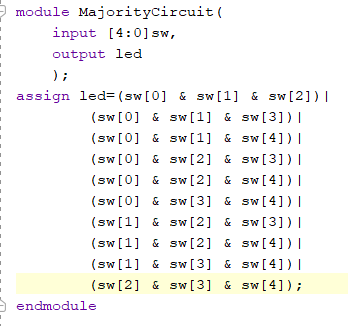 module MajorityCircuit(
    input [4:0]sw,
    output led
    );
assign led=(sw[0] & sw[1] & sw[2])|
         (sw[0] & sw[1] & sw[3])|
         (sw[0] & sw[1] & sw[4])|
         (sw[0] & sw[2] & sw[3])|
         (sw[0] & sw[2] & sw[4])|
         (sw[0] & sw[3] & sw[4])|
         (sw[1] & sw[2] & sw[3])|
         (sw[1] & sw[2] & sw[4])|
         (sw[1] & sw[3] & sw[4])|
         (sw[2] & sw[3] & sw[4]);
endmodule